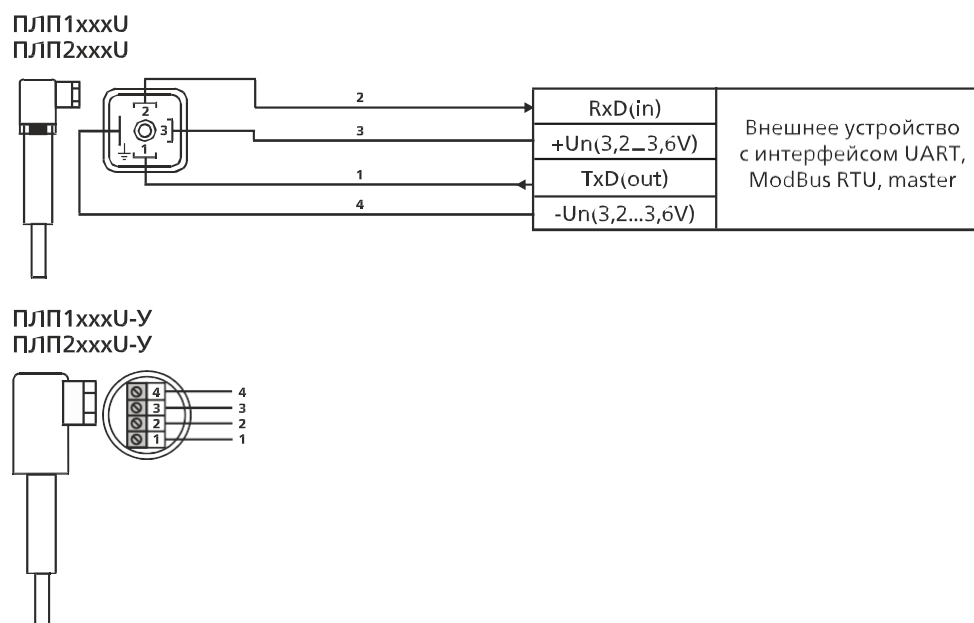 ПЛП1xxxU
ПЛП2xxxU
2
3
1
2
3
1
4
RxD(in)
+Un(3,2...3,6V)
TxD(out)
-Un(3,2...3,6V)
Внешнее устройство
с интерфейсом UART,
ModBus RTU, master
ПЛП1xxxU-У
ПЛП2xxxU-У
4 4
3 3
2 2
1 1